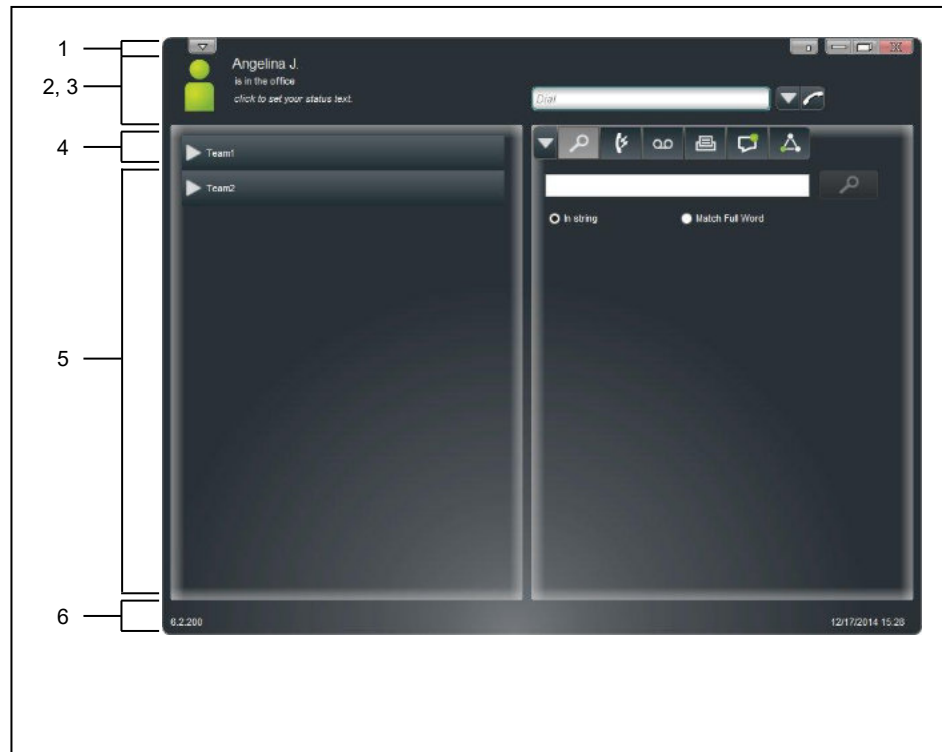 1
2, 3
4
5
6
Angelina J.
is in the office
click to set your status text.
Dial
Team1
Team2
In string
Match Full Word
6.2.200
12/17/2014 15:28